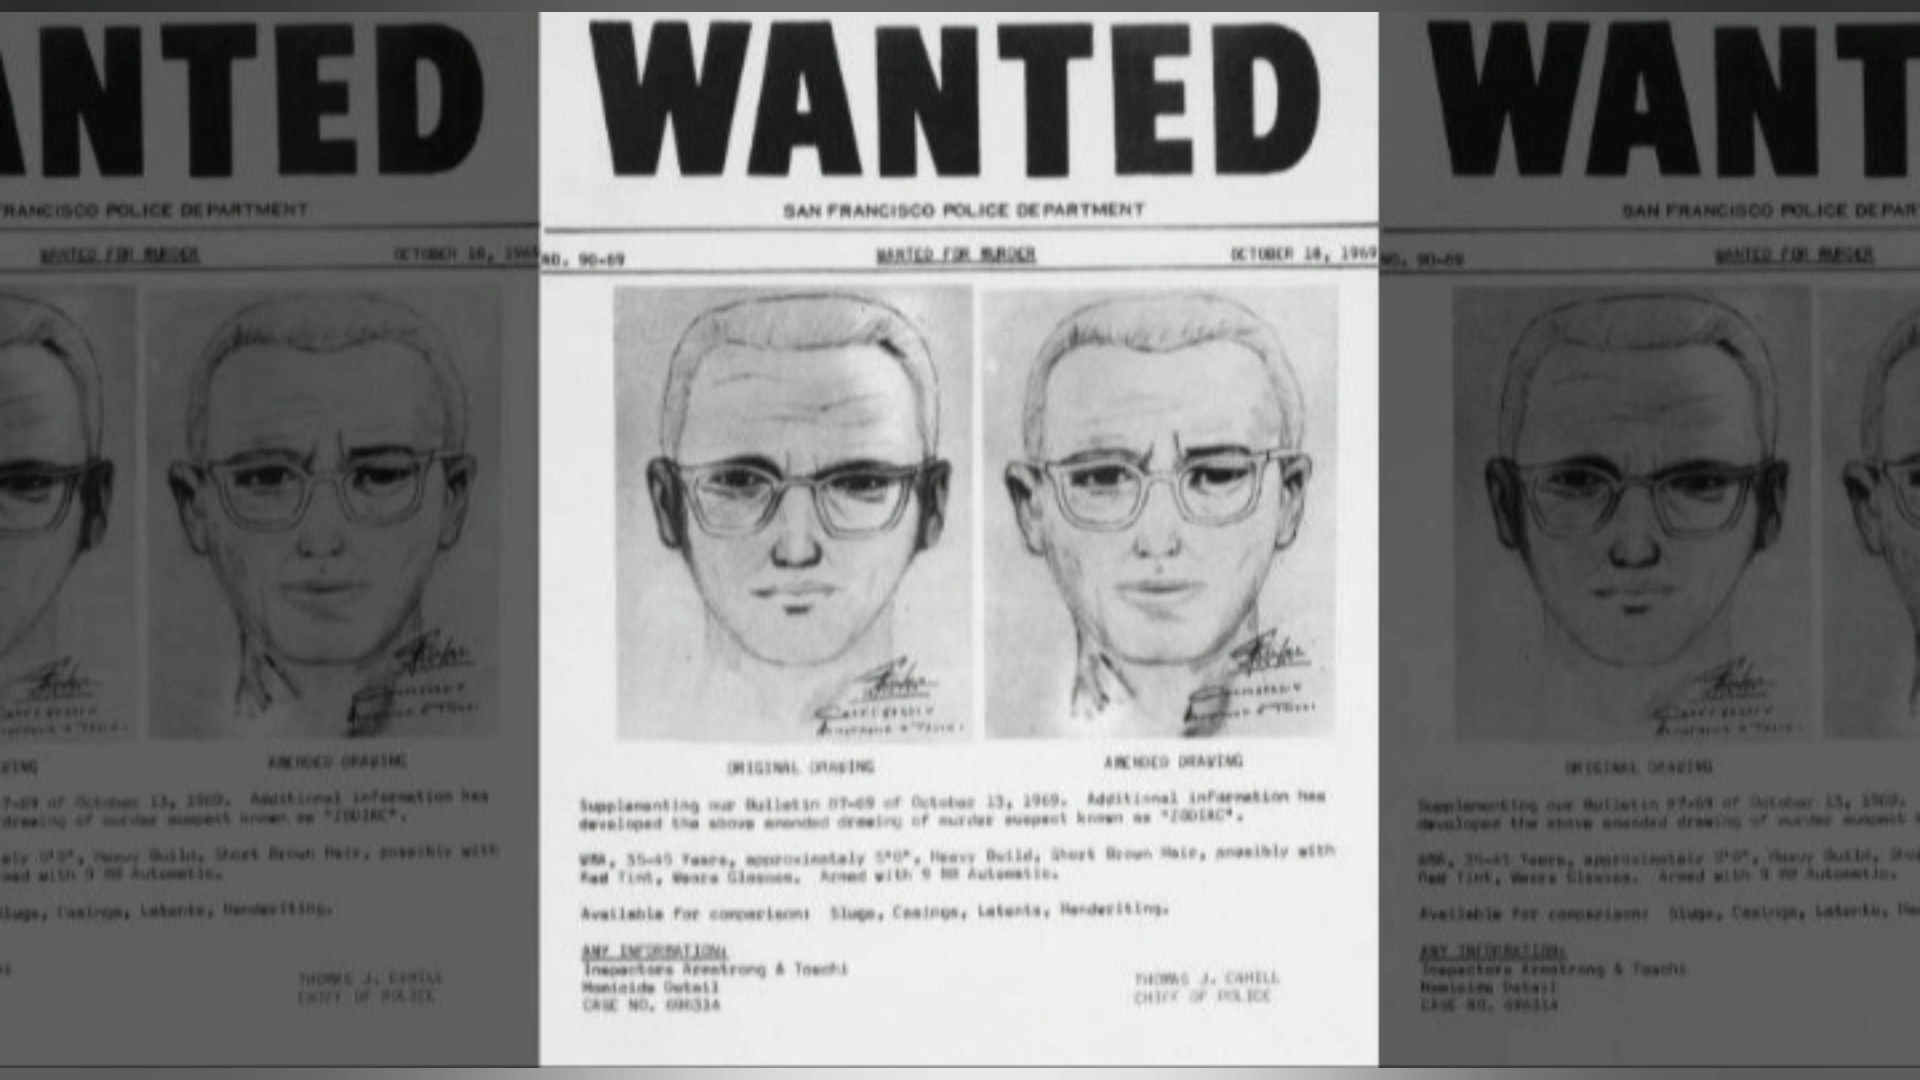 WANTED
SAN FRANCISCO POLICE DEPARTMENT
NO. 90-69 WANTED FOR MURDER OCTOBER 18, 1969
ORIGINAL DRAWING AMENDED DRAWING
Supplementing our Bulletin 87-69 of October 13, 1969. Additional information has
developed the above amended drawing of murder suspect known as "ZODIAC".
WMA, 35-45 Years, approximately 5'8", Heavy Build, Short Brown Hair, possibly with
Red Tint, Wears Glasses. Armed with 9 MM Automatic.
Available for comparison: Slugs, Casings, Latents, Handwriting.
ANY INFORMATION:
Inspectors Armstrong & Toschi
Homicide Detail
CASE NO. 696314
THOMAS J. CAHILL
CHIEF OF POLICE